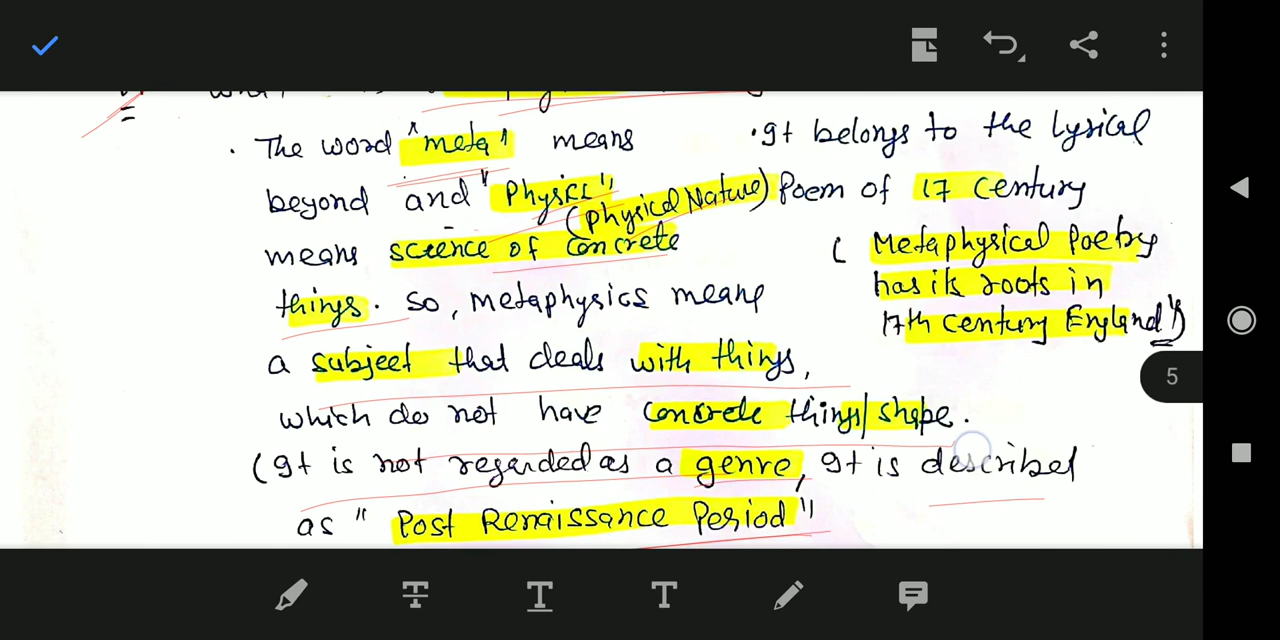 The word "meta" means
beyond and "Physics"
(Physical Nature)
means science of concrete
things. So, metaphysics means
a subject that deals with things,
which do not have concrete things/shape.
(It is not regarded as a genre, It is described
as "Post Renaissance Period"
• It belongs to the lyrical
Poem of 17 century
( Metaphysical Poetry
has its roots in
17th century England")
5
T
T
T